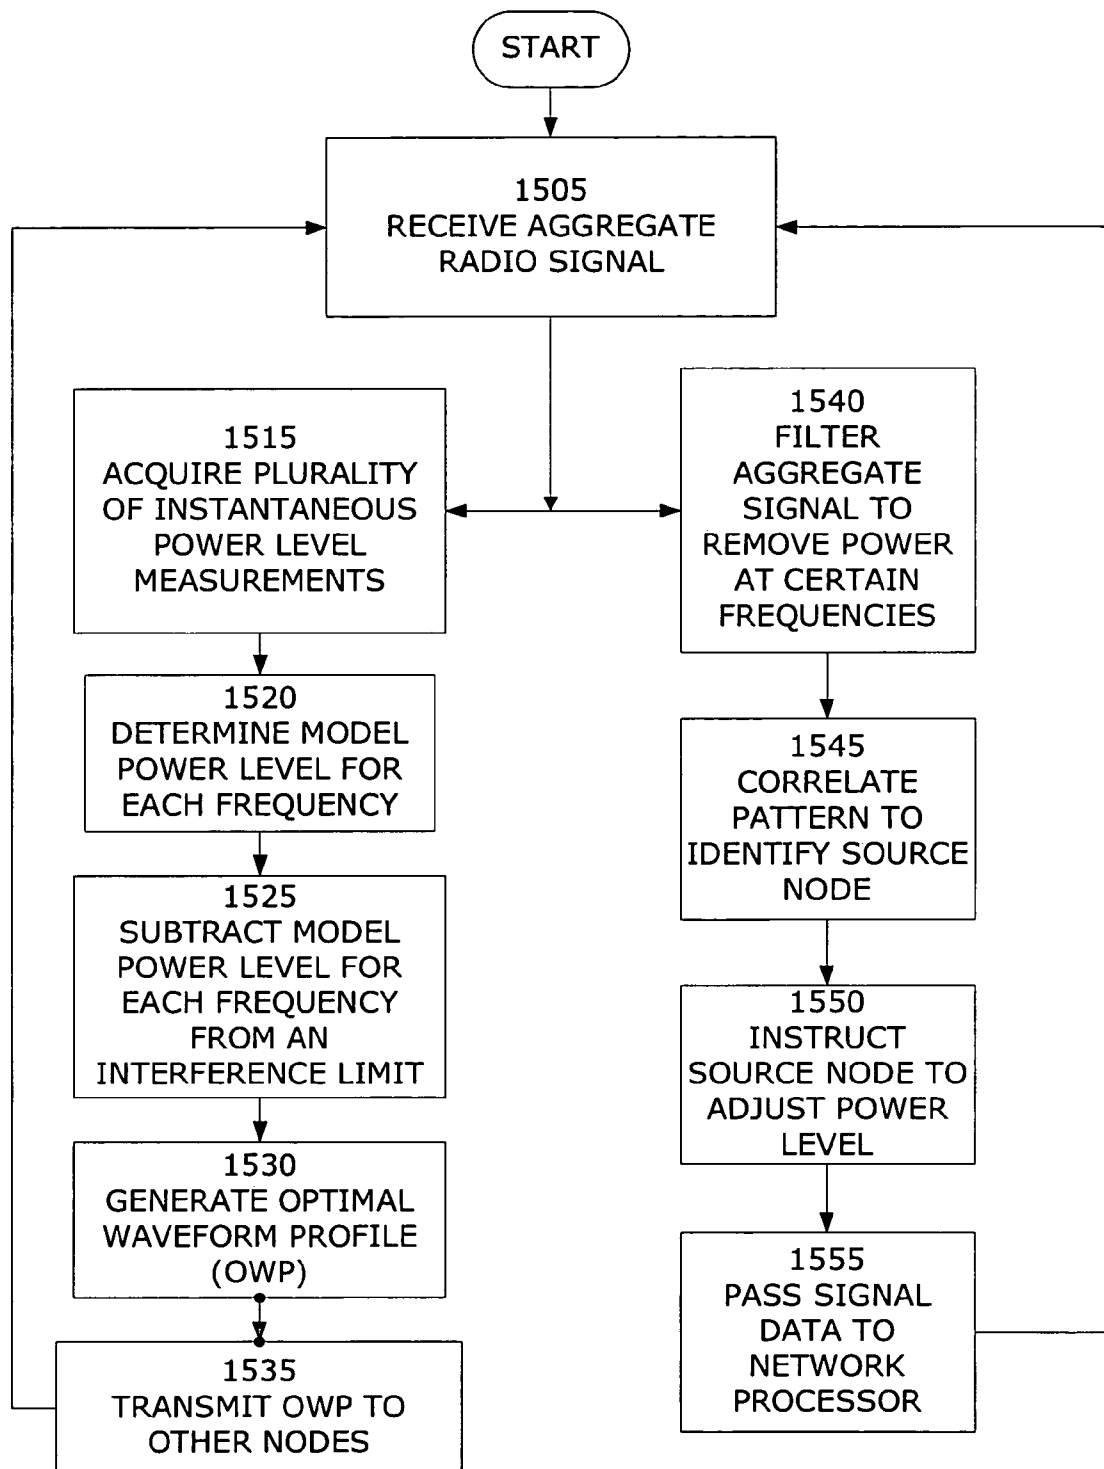 START
1505
RECEIVE AGGREGATE
RADIO SIGNAL
1515
ACQUIRE PLURALITY
OF INSTANTANEOUS
POWER LEVEL
MEASUREMENTS
1520
DETERMINE MODEL
POWER LEVEL FOR
EACH FREQUENCY
1525
SUBTRACT MODEL
POWER LEVEL FOR
EACH FREQUENCY
FROM AN
INTERFERENCE LIMIT
1530
GENERATE OPTIMAL
WAVEFORM PROFILE
(OWP)
1535
TRANSMIT OWP TO
OTHER NODES
1540
FILTER
AGGREGATE
SIGNAL TO
REMOVE POWER
AT CERTAIN
FREQUENCIES
1545
CORRELATE
PATTERN TO
IDENTIFY SOURCE
NODE
1550
INSTRUCT
SOURCE NODE TO
ADJUST POWER
LEVEL
1555
PASS SIGNAL
DATA TO
NETWORK
PROCESSOR